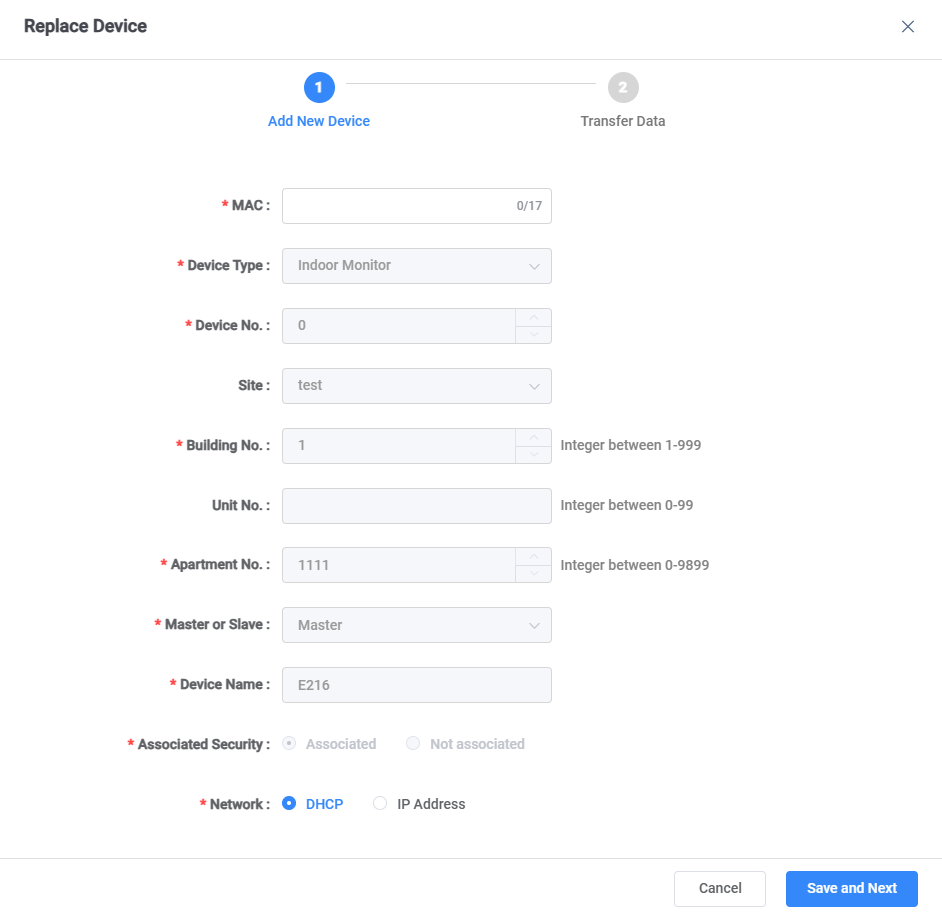 Replace Device
1
2
Add New Device
Transfer Data
* MAC : 0/17
* Device Type : Indoor Monitor
* Device No. : 0
Site : test
* Building No. : 1 Integer between 1-999
Unit No. : Integer between 0-99
* Apartment No. : 1111 Integer between 0-9899
* Master or Slave : Master
* Device Name : E216
* Associated Security : Associated Not associated
* Network : DHCP IP Address
Cancel Save and Next